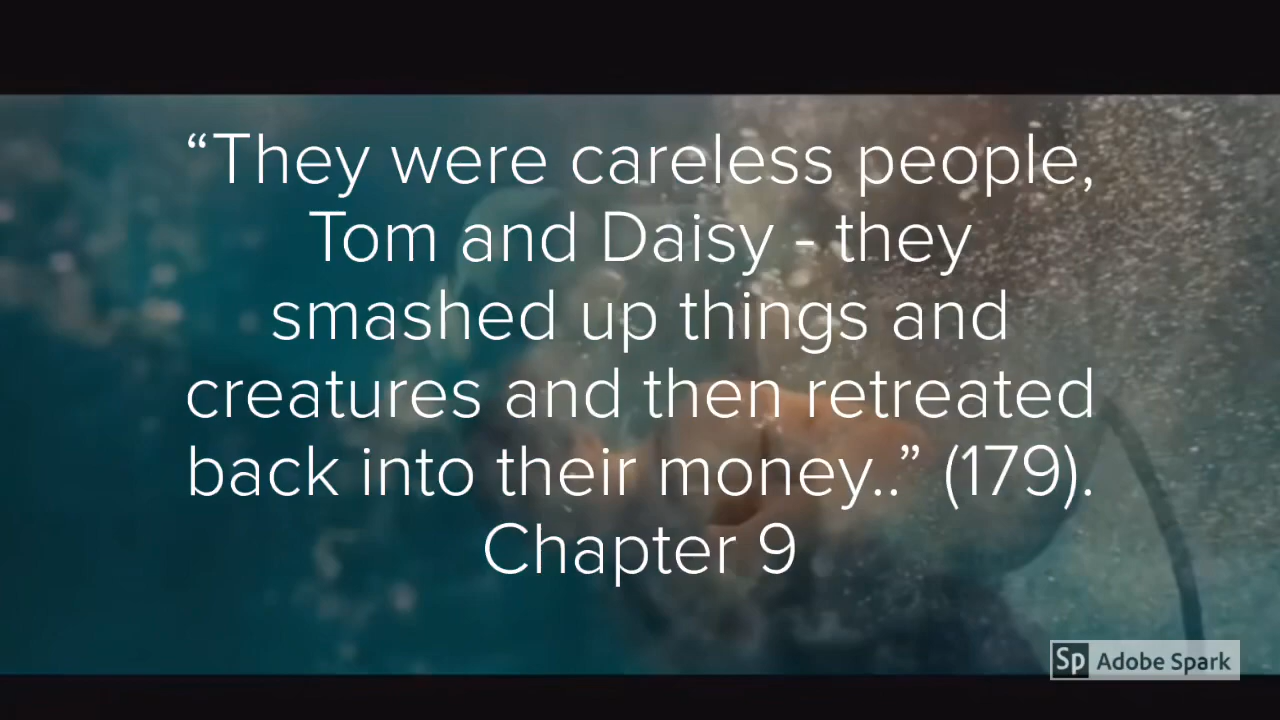 “They were careless people,
Tom and Daisy - they
smashed up things and
creatures and then retreated
back into their money..” (179).
Chapter 9
Sp Adobe Spark